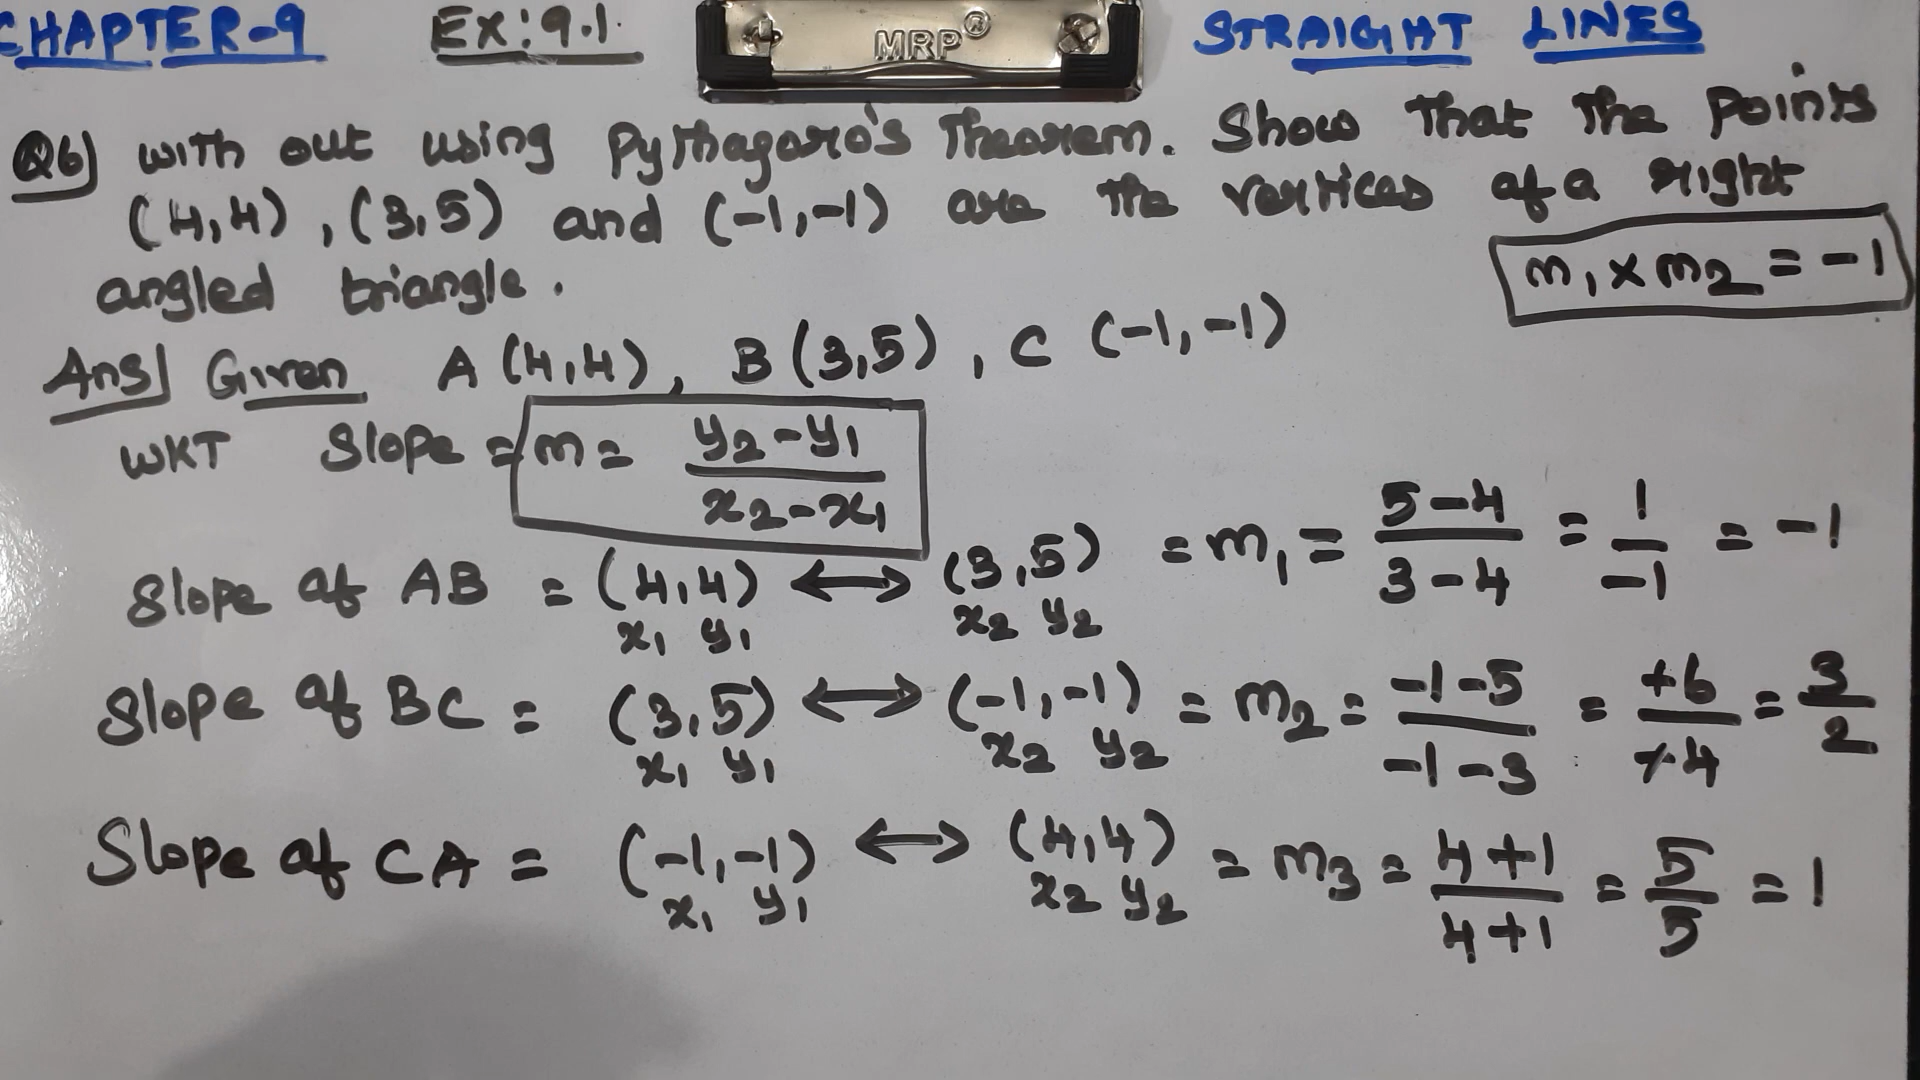 CHAPTER-9 EX:9.1. MRP® STRAIGHT LINES
Q6) with out using Pythagoro's Theorem. Show that the points
(4,4), (3,5) and (-1,-1) are the vertices of a right
angled triangle.
m1 x m2 = -1
Ans) Given A (4,4), B (3,5), C (-1,-1)
WKT Slope = m = y2-y1 / x2-x1
Slope of AB = (4,4) ↔ (3,5) = m1 = 5-4 / 3-4 = 1 / -1 = -1
x1 y1 x2 y2
Slope of BC = (3,5) ↔ (-1,-1) = m2 = -1-5 / -1-3 = +6 / +4 = 3 / 2
x1 y1 x2 y2
Slope of CA = (-1,-1) ↔ (4,4) = m3 = 4+1 / 4+1 = 5 / 5 = 1
x1 y1 x2 y2